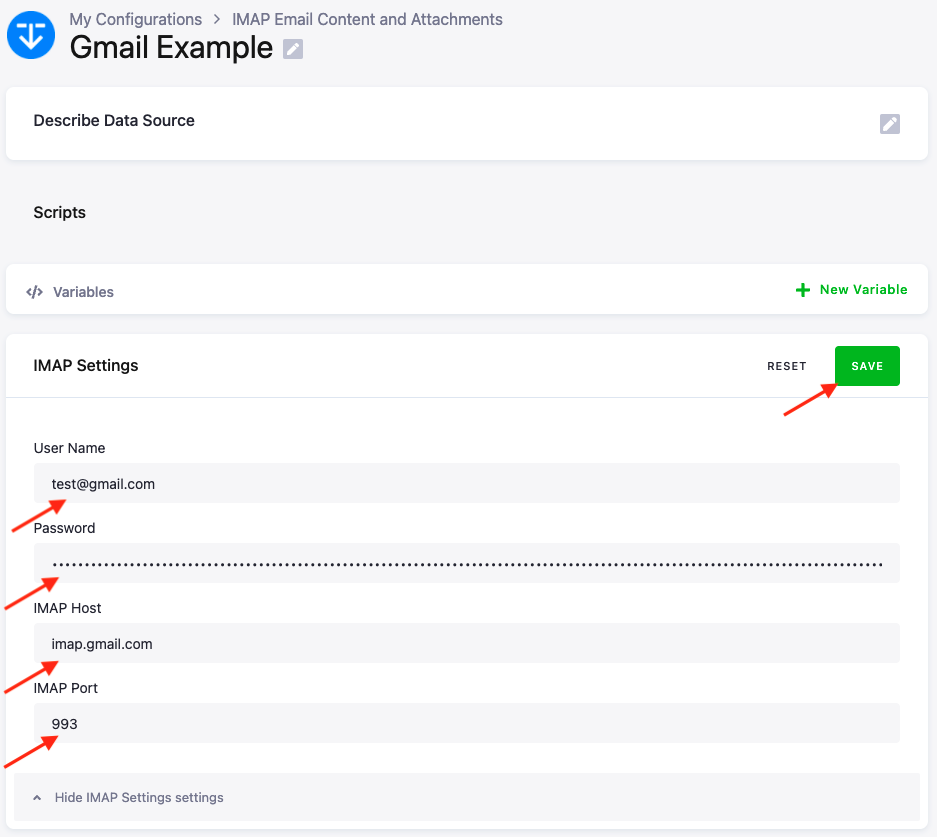 My Configurations > IMAP Email Content and Attachments
Gmail Example
Describe Data Source
Scripts
</> Variables
+ New Variable
IMAP Settings
RESET
SAVE
User Name
test@gmail.com
Password
IMAP Host
imap.gmail.com
IMAP Port
993
Hide IMAP Settings settings